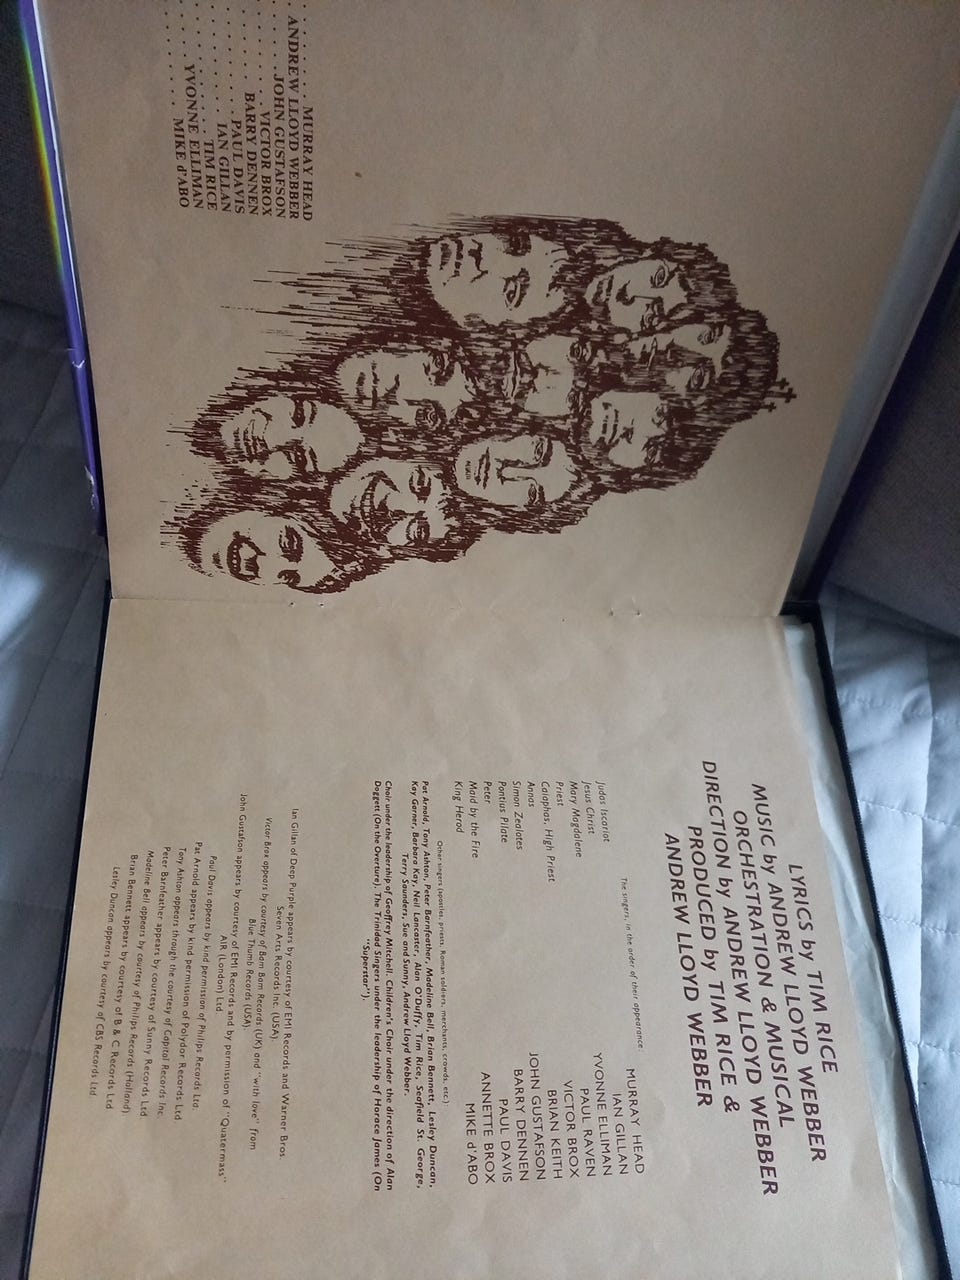 . . . . . . MURRAY HEAD
ANDREW LLOYD WEBBER
. . . . JOHN GUSTAFSON
. . . . . . VICTOR BROX
. . . . . BARRY DENNEN
. . . . . . . PAUL DAVIS
. . . . . . . IAN GILLAN
. . . . . . . . TIM RICE
. . . . YVONNE ELLIMAN
. . . . . . . MIKE d'ABO
LYRICS by TIM RICE
MUSIC by ANDREW LLOYD WEBBER
ORCHESTRATION & MUSICAL
DIRECTION by ANDREW LLOYD WEBBER
PRODUCED by TIM RICE &
ANDREW LLOYD WEBBER
The singers, in the order of their appearance:
Judas Iscariot MURRAY HEAD
Jesus Christ IAN GILLAN
Mary Magdalene YVONNE ELLIMAN
Priest PAUL RAVEN
Caiaphas, High Priest VICTOR BROX
Annas BRIAN KEITH
Simon Zealotes JOHN GUSTAFSON
Pontius Pilate BARRY DENNEN
Peter PAUL DAVIS
Maid by the Fire ANNETTE BROX
King Herod MIKE d'ABO
Other singers (apostles, priests, Roman soldiers, merchants, crowds, etc.)
Pat Arnold, Tony Ashton, Peter Barnfeather, Madeline Bell, Brian Bennett, Lesley Duncan,
Kay Garner, Barbara Kay, Neil Lancaster, Alan O'Duffy, Tim Rice, Seafield St. George,
Terry Saunders, Sue and Sunny, Andrew Lloyd Webber.
Choir under the leadership of Geoffrey Mitchell. Children's Choir under the direction of Alan
Doggett (On the Overture). The Trinidad Singers under the leadership of Horace James (On
"Superstar").
Ian Gillan of Deep Purple appears by courtesy of EMI Records and Warner Bros.
Seven Arts Records Inc (USA)
Victor Brox appears by courtesy of Bam Bam Records (UK) and "with love" from
Blue Thumb Records (USA)
John Gustafson appears by courtesy of EMI Records and by permission of "Quatermass"
AIR (London) Ltd.
Paul Davis appears by kind permission of Philips Records Ltd.
Pat Arnold appears by kind permission of Polydor Records Ltd
Tony Ashton appears through the courtesy of Capitol Records Inc
Peter Barnfeather appears by courtesy of Sunny Records Ltd
Madeline Bell appears by courtesy of Philips Records (Holland)
Brian Bennett appears by courtesy of B & C Records Ltd
Lesley Duncan appears by courtesy of CBS Records Ltd